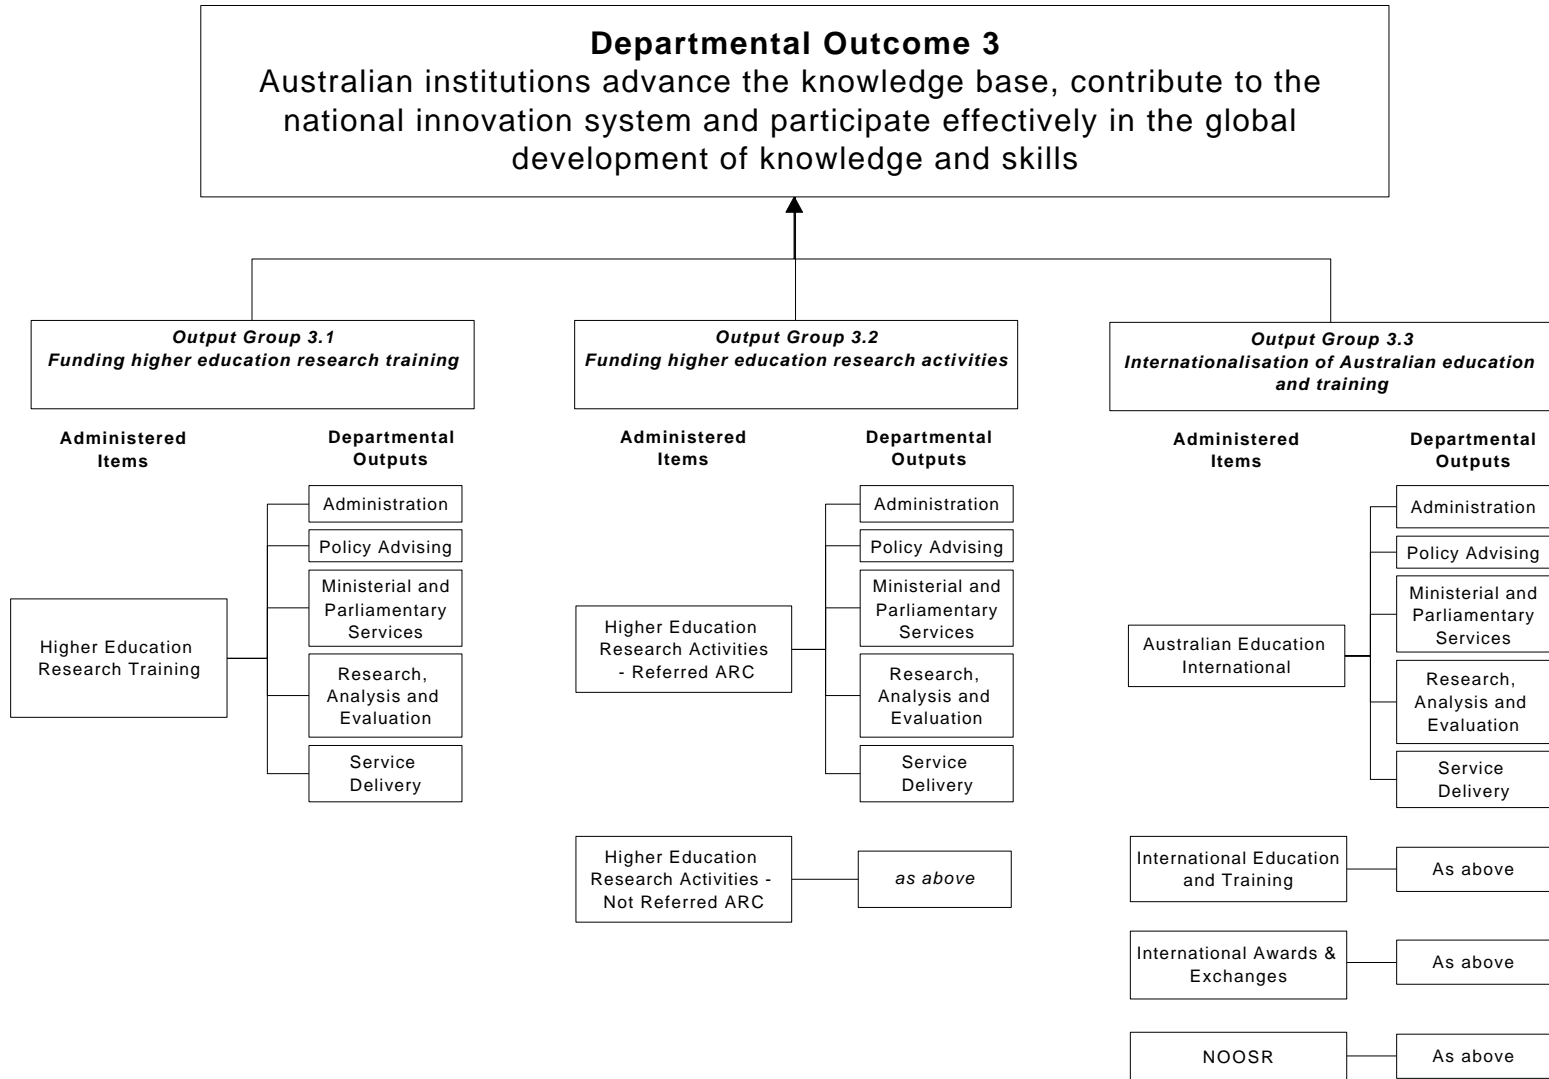 Departmental Outcome 3
Australian institutions advance the knowledge base, contribute to the
national innovation system and participate effectively in the global
development of knowledge and skills
Output Group 3.1
Funding higher education research training
Administered
Items
Departmental
Outputs
Higher Education
Research Training
Administration
Policy Advising
Ministerial and
Parliamentary
Services
Research,
Analysis and
Evaluation
Service
Delivery
Output Group 3.2
Funding higher education research activities
Administered
Items
Departmental
Outputs
Higher Education
Research Activities
- Referred ARC
Administration
Policy Advising
Ministerial and
Parliamentary
Services
Research,
Analysis and
Evaluation
Service
Delivery
Higher Education
Research Activities -
Not Referred ARC
as above
Output Group 3.3
Internationalisation of Australian education
and training
Administered
Items
Departmental
Outputs
Australian Education
International
Administration
Policy Advising
Ministerial and
Parliamentary
Services
Research,
Analysis and
Evaluation
Service
Delivery
International Education
and Training
As above
International Awards &
Exchanges
As above
NOOSR
As above